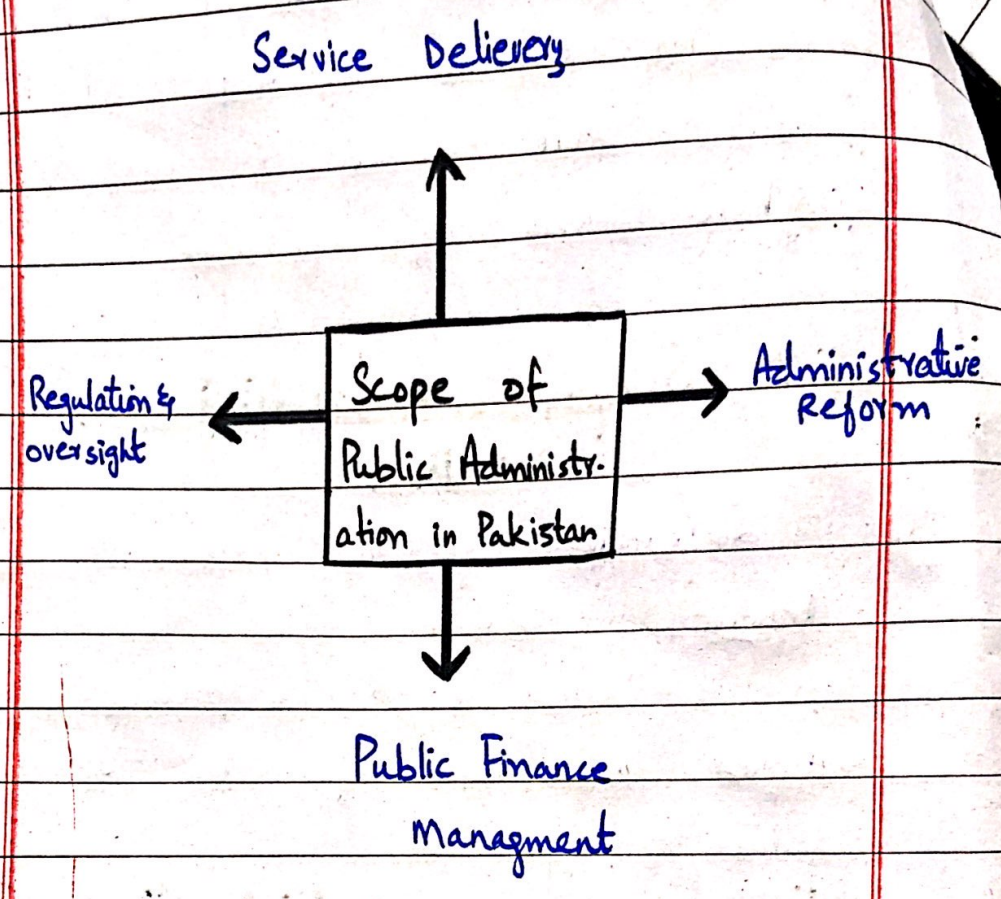 Service Delievery
Regulation &
oversight
Scope of
Public Administr.
ation in Pakistan.
Administrative
Reform
Public Finance
Managment